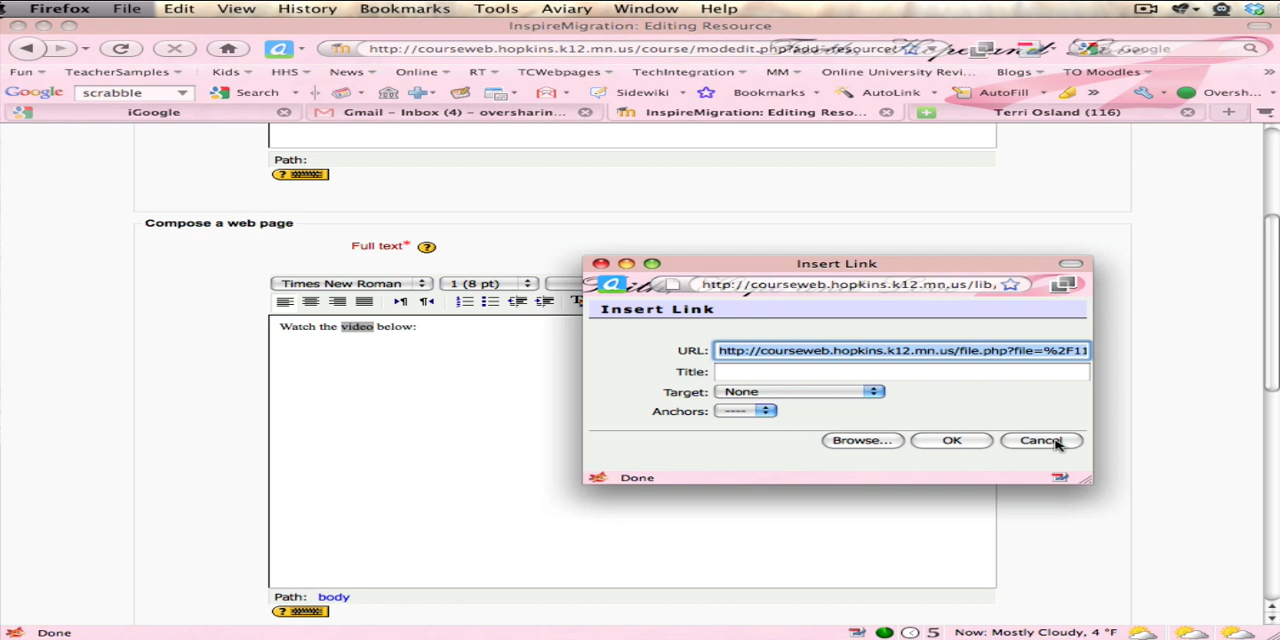 Firefox File Edit View History Bookmarks Tools Aviary Window Help
InspireMigration: Editing Resource
http://courseweb.hopkins.k12.mn.us/course/modedit.php?add=resource& Google
Fun TeacherSamples Kids HHS News Online RT TCWebpages TechIntegration MM Online University Revi... Blogs TO Moodles »
Google scrabble Search Sidewiki Bookmarks AutoLink AutoFill » Oversh...
iGoogle Gmail - Inbox (4) - oversharin... InspireMigration: Editing Reso... Terri Osland (116)
Path:
?
Compose a web page
Full text* ?
Insert Link
Times New Roman 1 (8 pt)
http://courseweb.hopkins.k12.mn.us/lib,
Insert Link
Watch the video below:
URL: http://courseweb.hopkins.k12.mn.us/file.php?file=%2F11
Title:
Target: None
Anchors: ----
Browse... OK Cancel
Done
Path: body
?
Done 5 Now: Mostly Cloudy, 4 °F